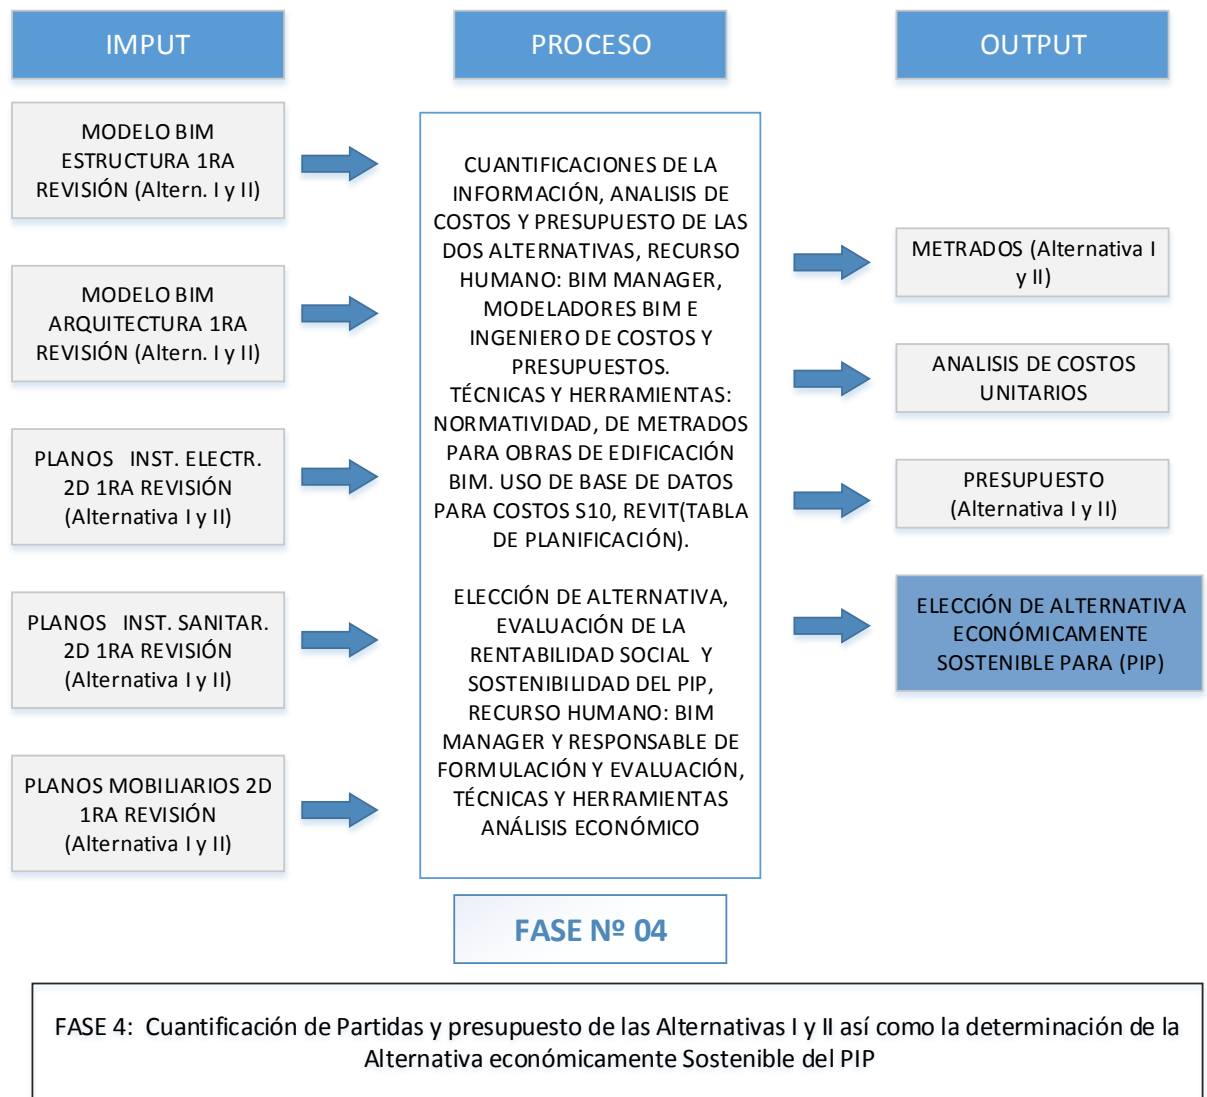 IMPUT
PROCESO
OUTPUT
MODELO BIM
ESTRUCTURA 1RA
REVISIÓN (Altern. I y II)
MODELO BIM
ARQUITECTURA 1RA
REVISIÓN (Altern. I y II)
PLANOS INST. ELECTR.
2D 1RA REVISIÓN
(Alternativa I y II)
PLANOS INST. SANITAR.
2D 1RA REVISIÓN
(Alternativa I y II)
PLANOS MOBILIARIOS 2D
1RA REVISIÓN
(Alternativa I y II)
CUANTIFICACIONES DE LA
INFORMACIÓN, ANALISIS DE
COSTOS Y PRESUPUESTO DE LAS
DOS ALTERNATIVAS, RECURSO
HUMANO: BIM MANAGER,
MODELADORES BIM E
INGENIERO DE COSTOS Y
PRESUPUESTOS.
TÉCNICAS Y HERRAMIENTAS:
NORMATIVIDAD, DE METRADOS
PARA OBRAS DE EDIFICACIÓN
BIM. USO DE BASE DE DATOS
PARA COSTOS S10, REVIT(TABLA
DE PLANIFICACIÓN).
ELECCIÓN DE ALTERNATIVA,
EVALUACIÓN DE LA
RENTABILIDAD SOCIAL Y
SOSTENIBILIDAD DEL PIP,
RECURSO HUMANO: BIM
MANAGER Y RESPONSABLE DE
FORMULACIÓN Y EVALUACIÓN,
TÉCNICAS Y HERRAMIENTAS
ANÁLISIS ECONÓMICO
METRADOS (Alternativa I
y II)
ANALISIS DE COSTOS
UNITARIOS
PRESUPUESTO
(Alternativa I y II)
ELECCIÓN DE ALTERNATIVA
ECONÓMICAMENTE
SOSTENIBLE PARA (PIP)
FASE Nº 04
FASE 4: Cuantificación de Partidas y presupuesto de las Alternativas I y II así como la determinación de la
Alternativa económicamente Sostenible del PIP